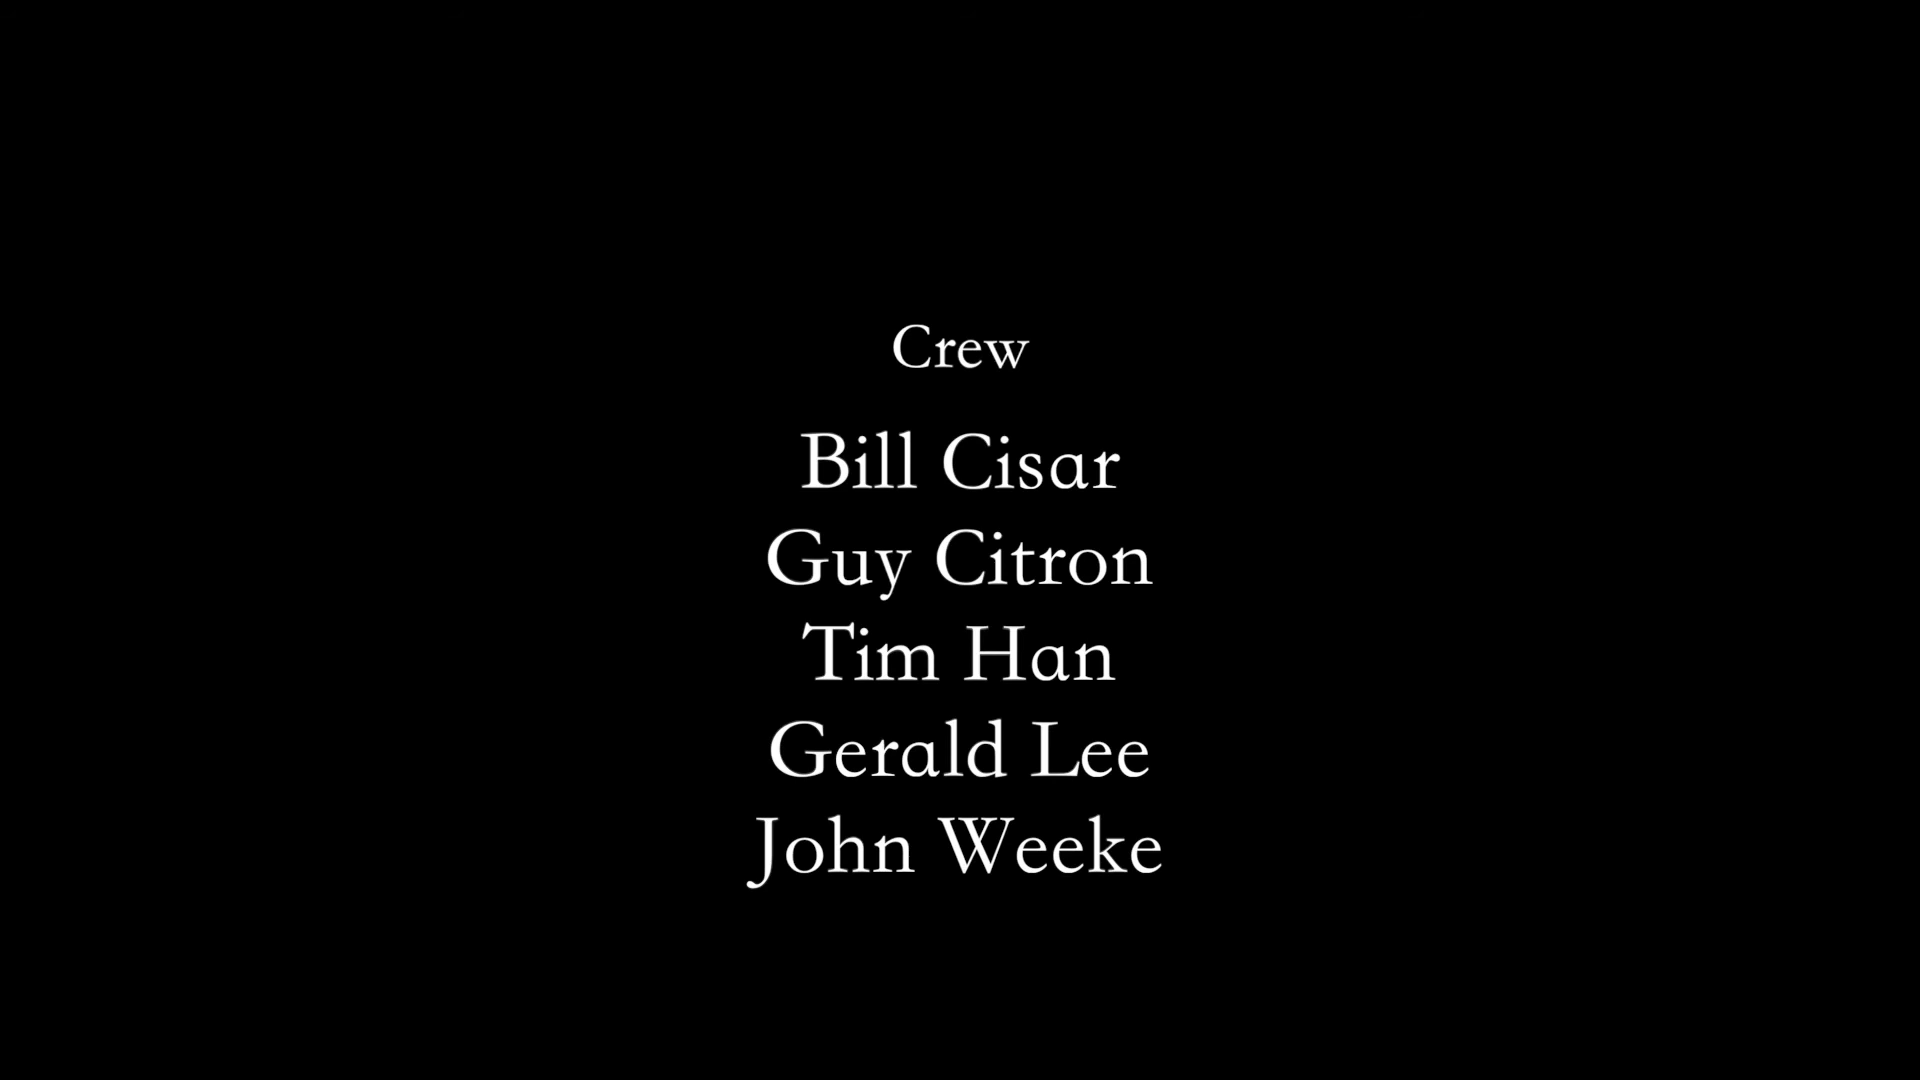 Crew
Bill Cisar
Guy Citron
Tim Han
Gerald Lee
John Weeke